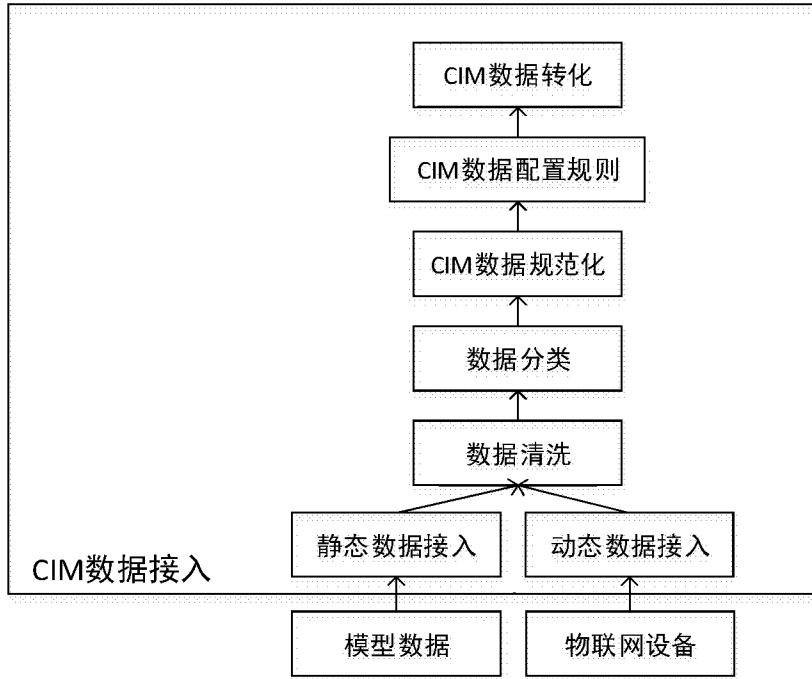 CIM数据转化
CIM数据配置规则
CIM数据规范化
数据分类
数据清洗
静态数据接入
动态数据接入
CIM数据接入
模型数据
物联网设备